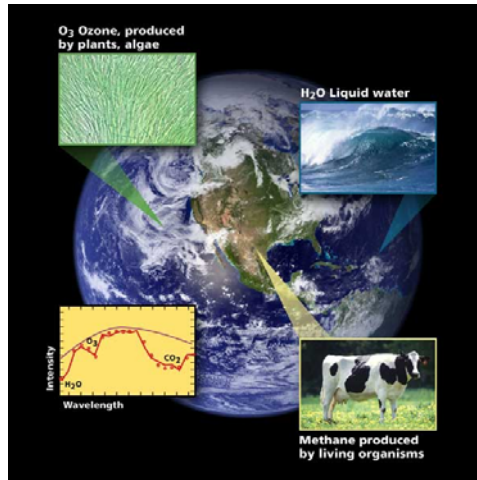 O₃ Ozone, produced
by plants, algae
H₂O Liquid water
Intensity
O₃
H₂O
CO₂
Wavelength
Methane produced
by living organisms